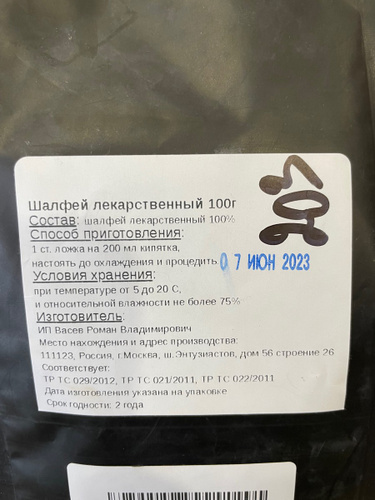 Шалфей лекарственный 100г
Состав: шалфей лекарственный 100%
Способ приготовления:
1 ст. ложка на 200 мл кипятка,
настоять до охлаждения и процедить 07 ИЮН 2023
Условия хранения:
при температуре от 5 до 20 С,
и относительной влажности не более 75%
Изготовитель:
ИП Васев Роман Владимирович
Место нахождения и адрес производства:
111123, Россия, г.Москва, ш.Энтузиастов, дом 56 строение 26
Соответствует:
ТР ТС 029/2012, ТР ТС 021/2011, ТР ТС 022/2011
Дата изготовления указана на упаковке
Срок годности: 2 года